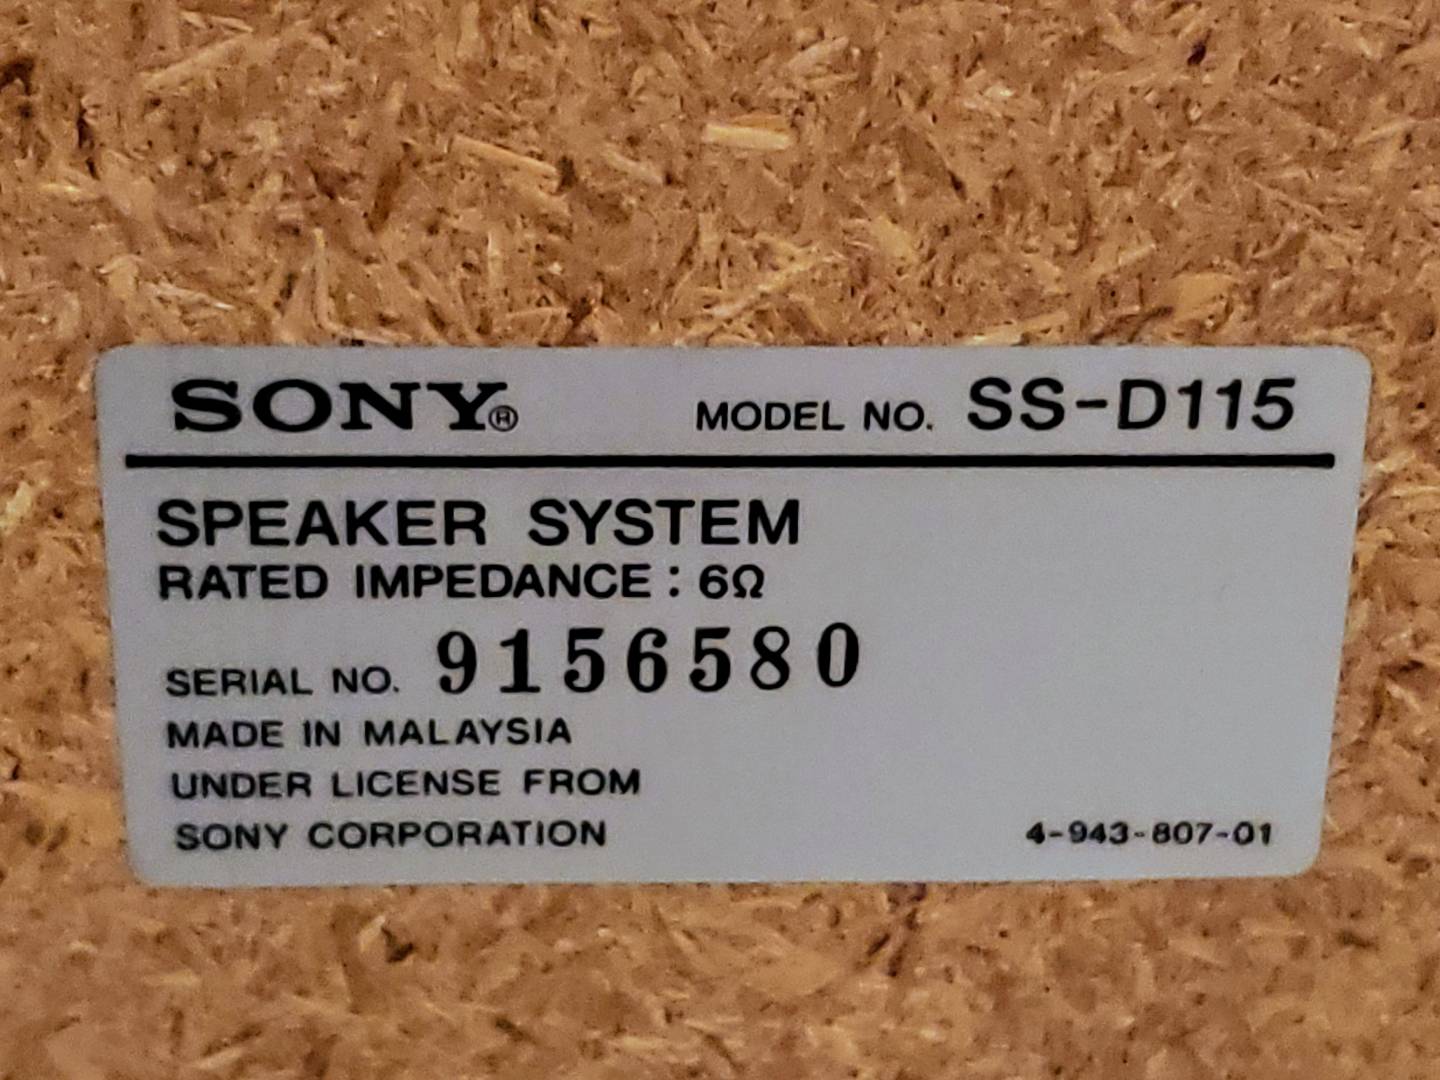 SONY® MODEL NO. SS-D115
SPEAKER SYSTEM
RATED IMPEDANCE : 6Ω
SERIAL NO. 9156580
MADE IN MALAYSIA
UNDER LICENSE FROM
SONY CORPORATION 4-943-807-01